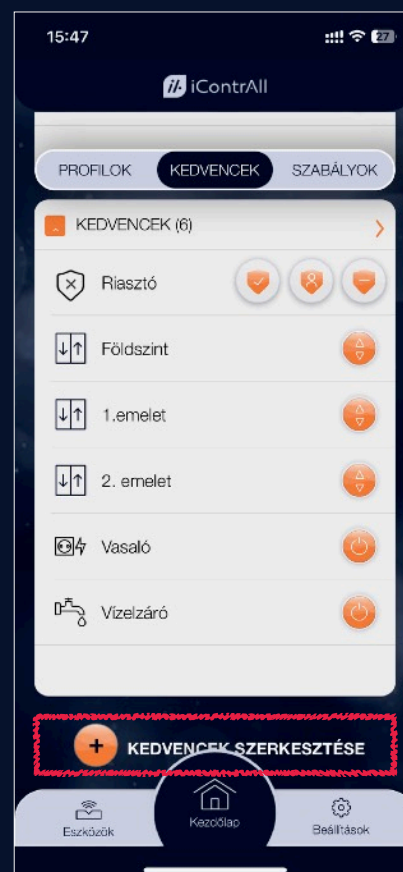 15:47 27
iContrAll
PROFILOK KEDVENCEK SZABÁLYOK
KEDVENCEK (6)
Riasztó
Földszint
1.emelet
2. emelet
Vasaló
Vízelzáró
KEDVENCEK SZERKESZTÉSE
Eszközök Kezdőlap Beállítások